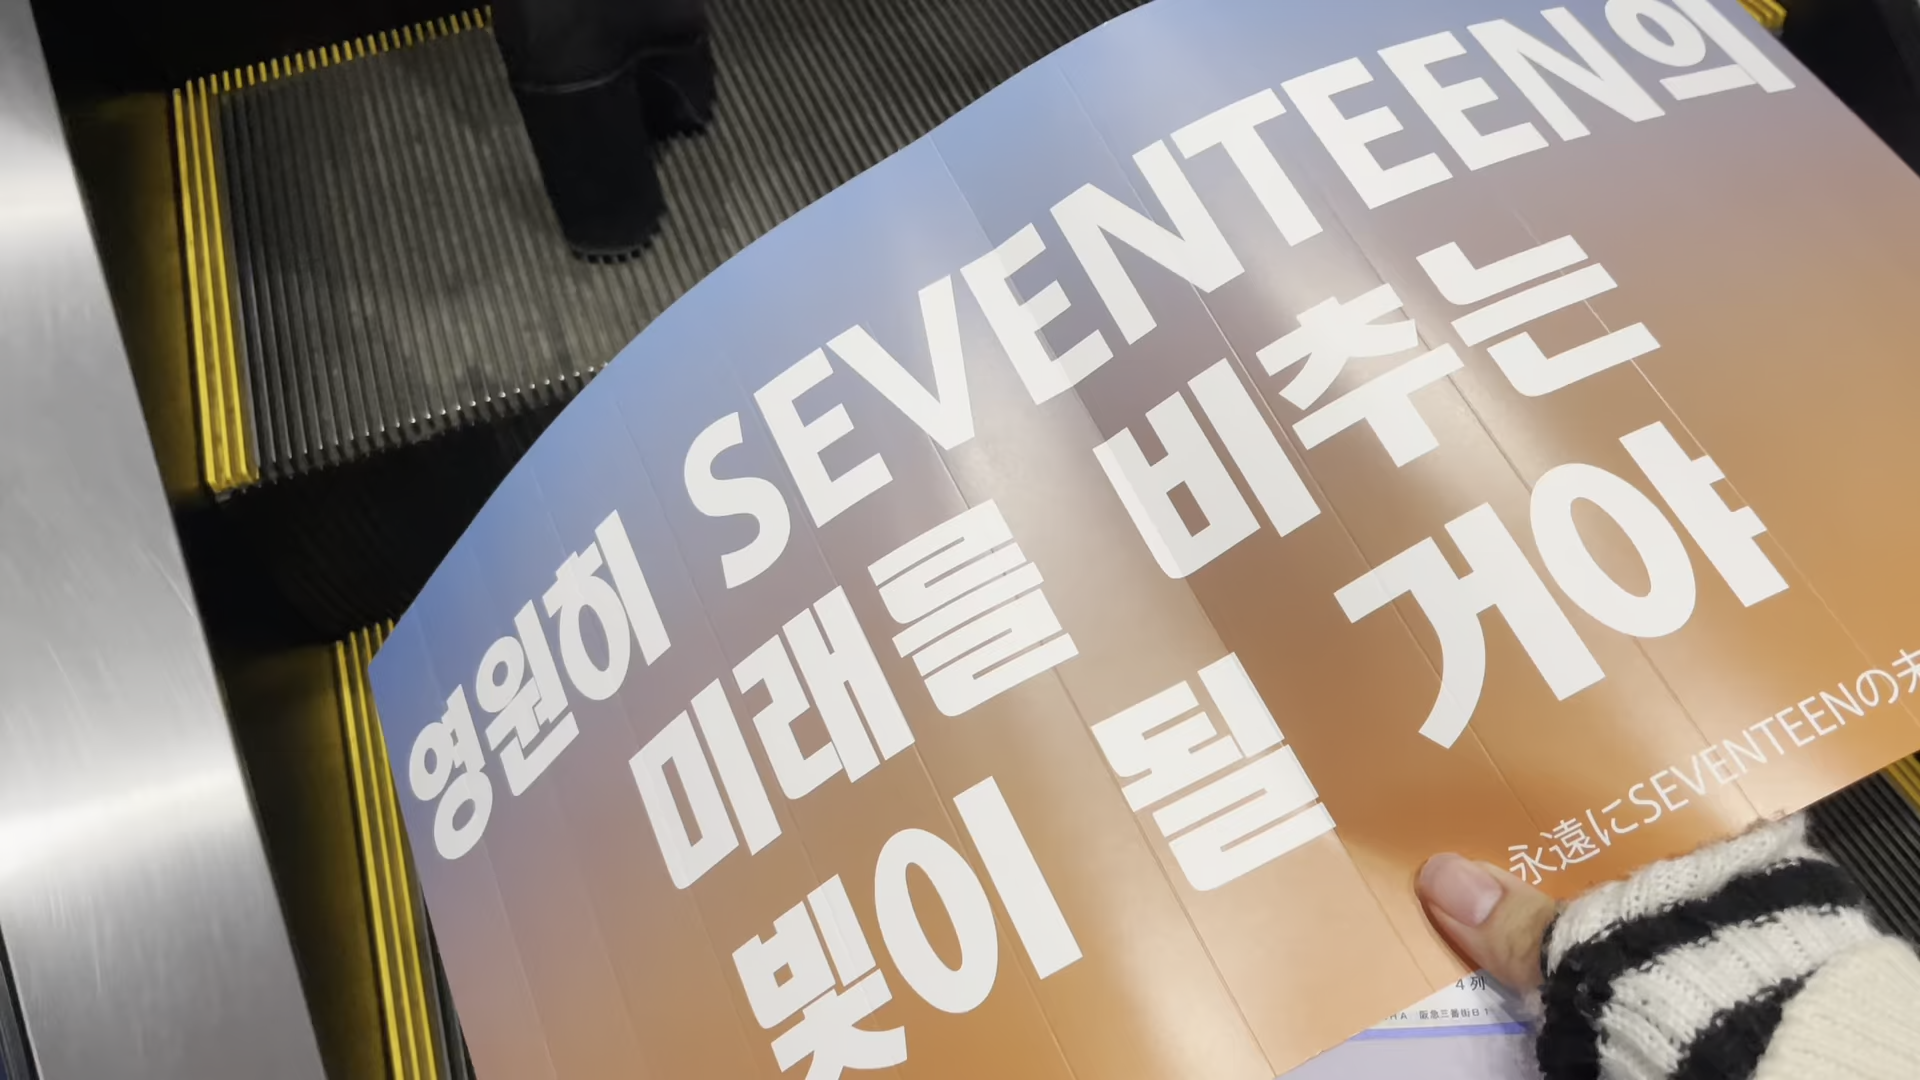 영원히 SEVENTEEN의
미래를 비추는
빛이 될 거야
永遠にSEVENTEENの未
4列
HA 阪急三番街B1